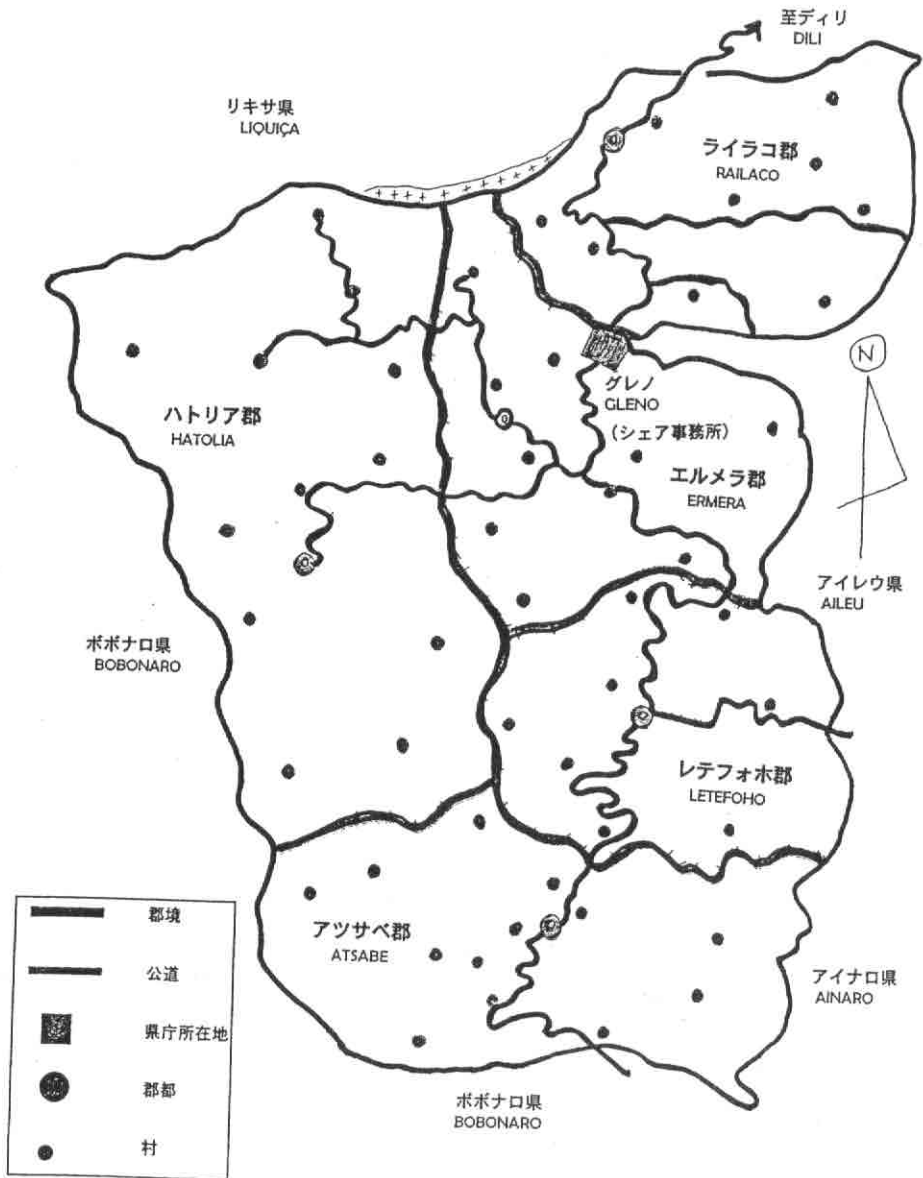 至ディリ
DILI
リキサ県
LIQUIÇA
ライラコ郡
RAILACO
N
グレノ
GLENO
(シェア事務所)
ハトリア郡
HATOLIA
エルメラ郡
ERMERA
アイレウ県
AILEU
ボボナロ県
BOBONARO
レテフォホ郡
LETEFOHO
アツサベ郡
ATSABE
アイナロ県
AINARO
ボボナロ県
BOBONARO
郡境
公道
県庁所在地
郡都
村